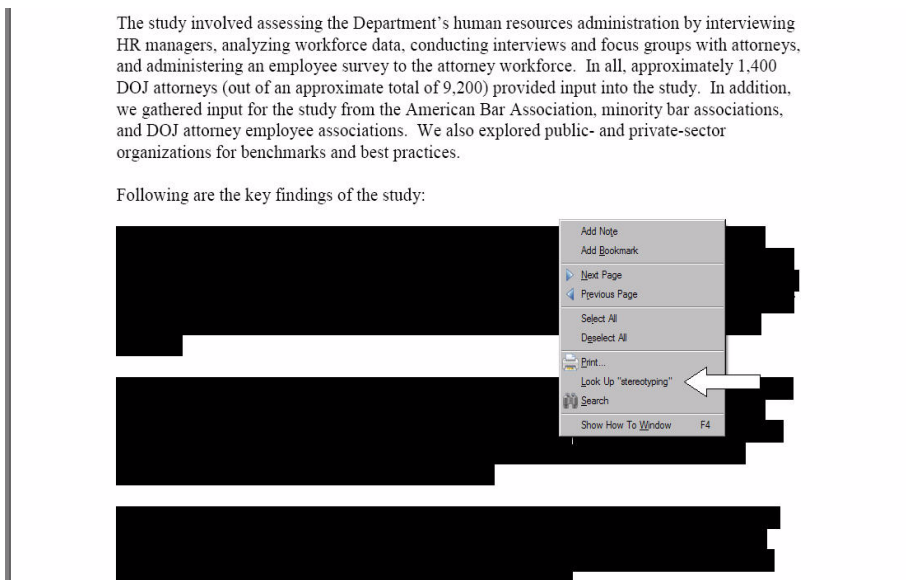 The study involved assessing the Department’s human resources administration by interviewing
HR managers, analyzing workforce data, conducting interviews and focus groups with attorneys,
and administering an employee survey to the attorney workforce.  In all, approximately 1,400
DOJ attorneys (out of an approximate total of 9,200) provided input into the study.  In addition,
we gathered input for the study from the American Bar Association, minority bar associations,
and DOJ attorney employee associations.  We also explored public- and private-sector
organizations for benchmarks and best practices.
Following are the key findings of the study:
Add Note
Add Bookmark
Next Page
Previous Page
Select All
Deselect All
Print...
Look Up "stereotyping"
Search
Show How To Window F4